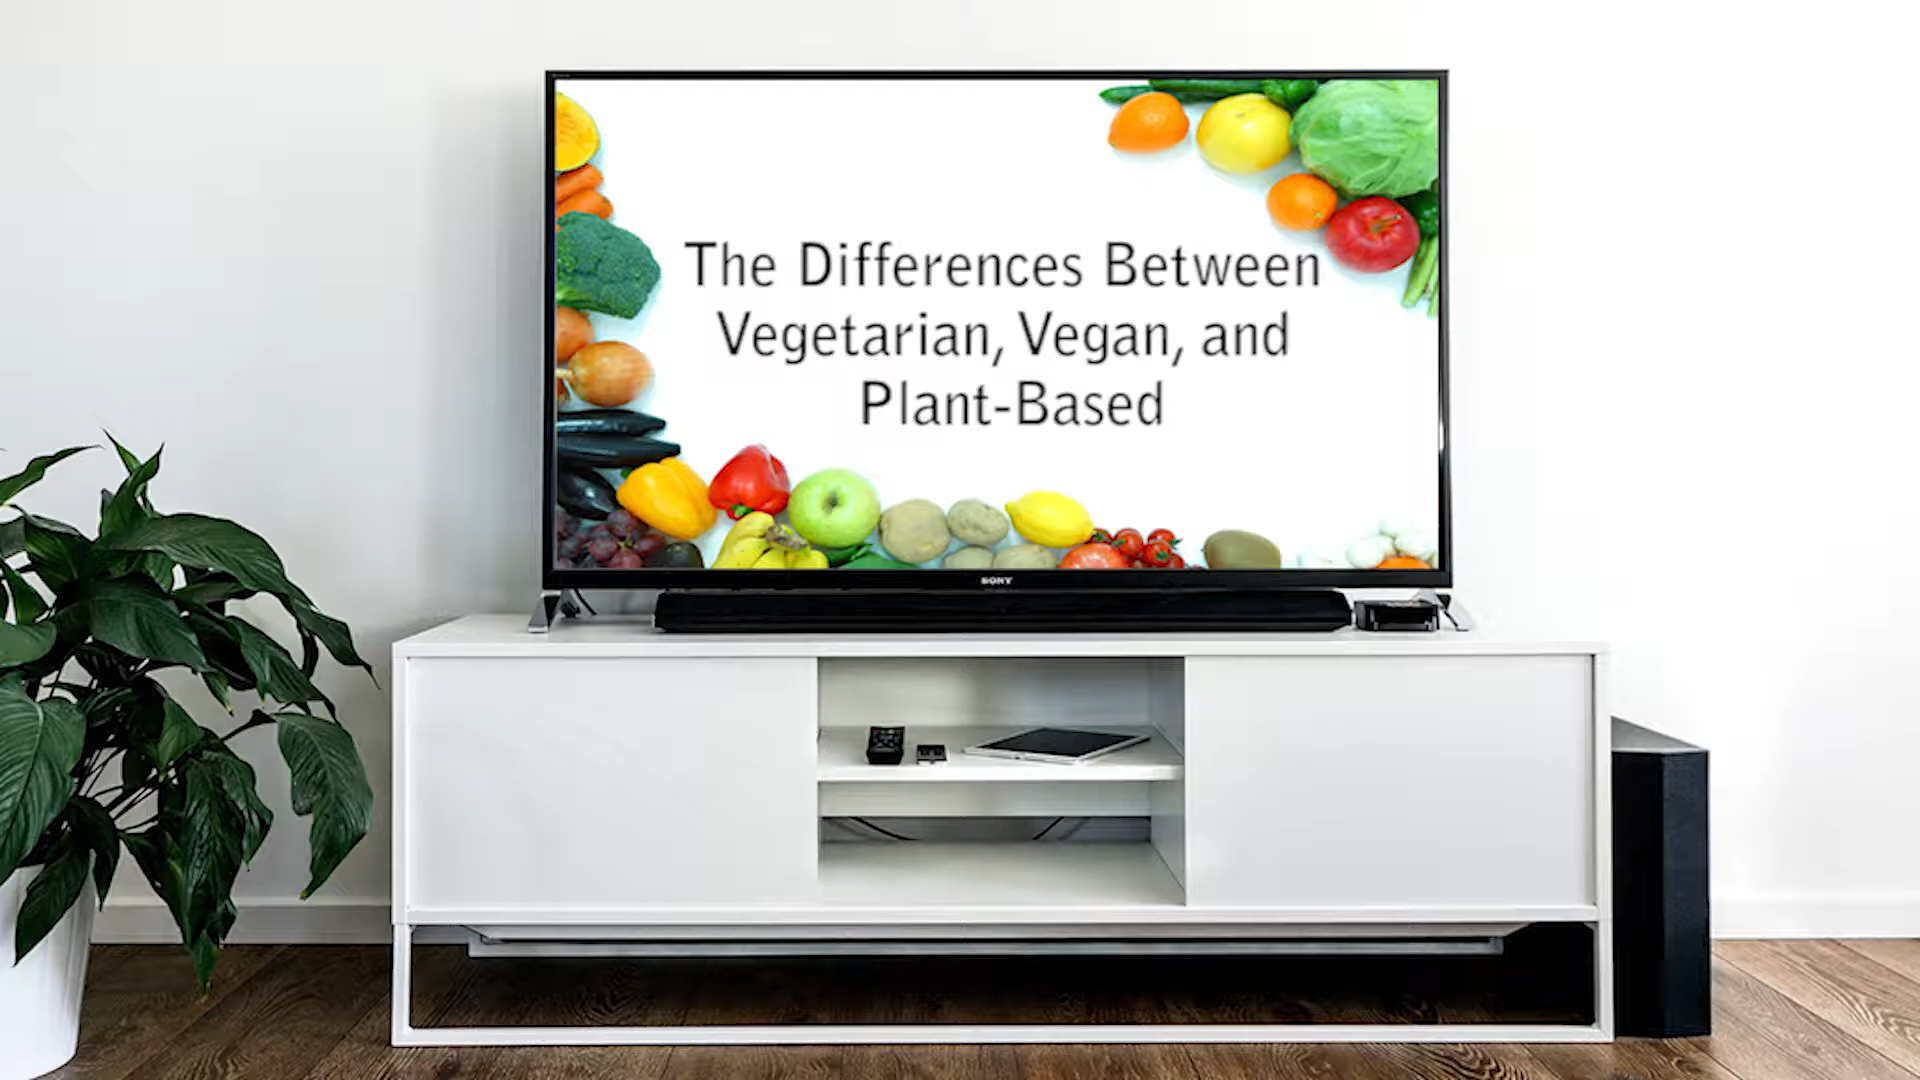 The Differences Between
Vegetarian, Vegan, and
Plant-Based
SONY